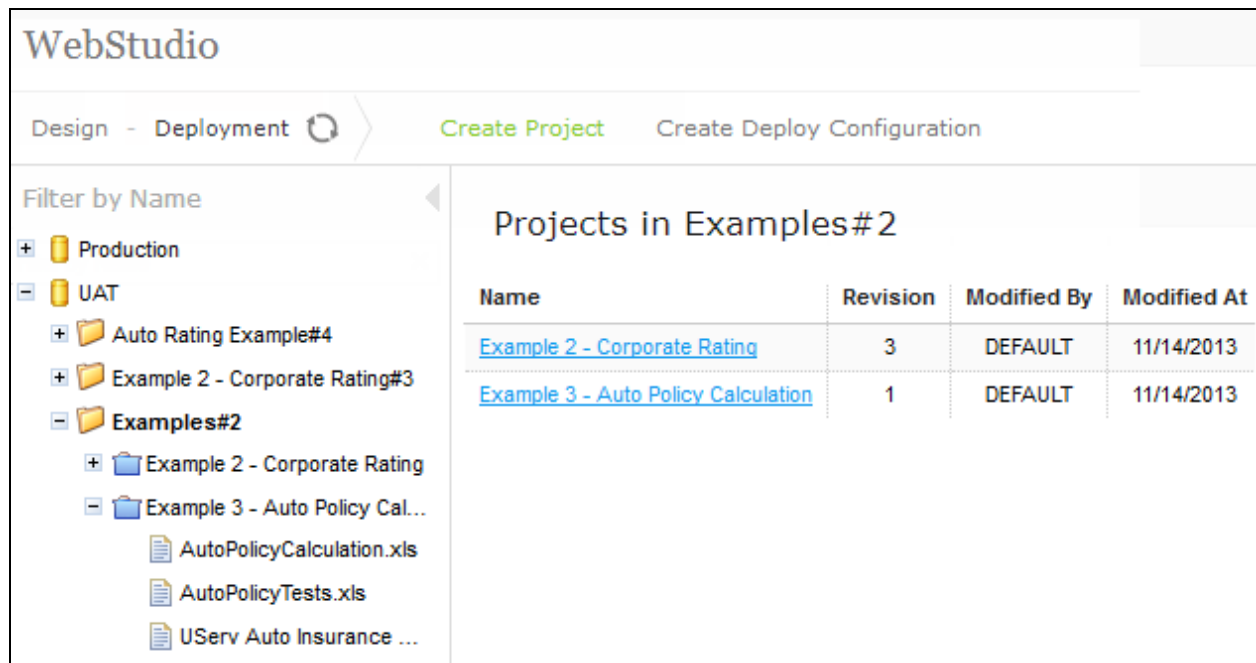 WebStudio
Design - Deployment Create Project Create Deploy Configuration
Filter by Name
Production
UAT
Auto Rating Example#4
Example 2 - Corporate Rating#3
Examples#2
Example 2 - Corporate Rating
Example 3 - Auto Policy Cal...
AutoPolicyCalculation.xls
AutoPolicyTests.xls
UServ Auto Insurance ...
Projects in Examples#2
Name Revision Modified By Modified At
Example 2 - Corporate Rating 3 DEFAULT 11/14/2013
Example 3 - Auto Policy Calculation 1 DEFAULT 11/14/2013